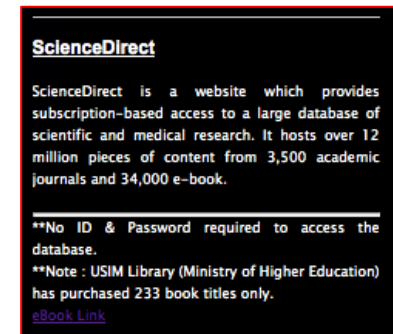 ScienceDirect
ScienceDirect is a website which provides
subscription-based access to a large database of
scientific and medical research. It hosts over 12
million pieces of content from 3,500 academic
journals and 34,000 e-book.
**No ID & Password required to access the
database.
**Note : USIM Library (Ministry of Higher Education)
has purchased 233 book titles only.
eBook Link